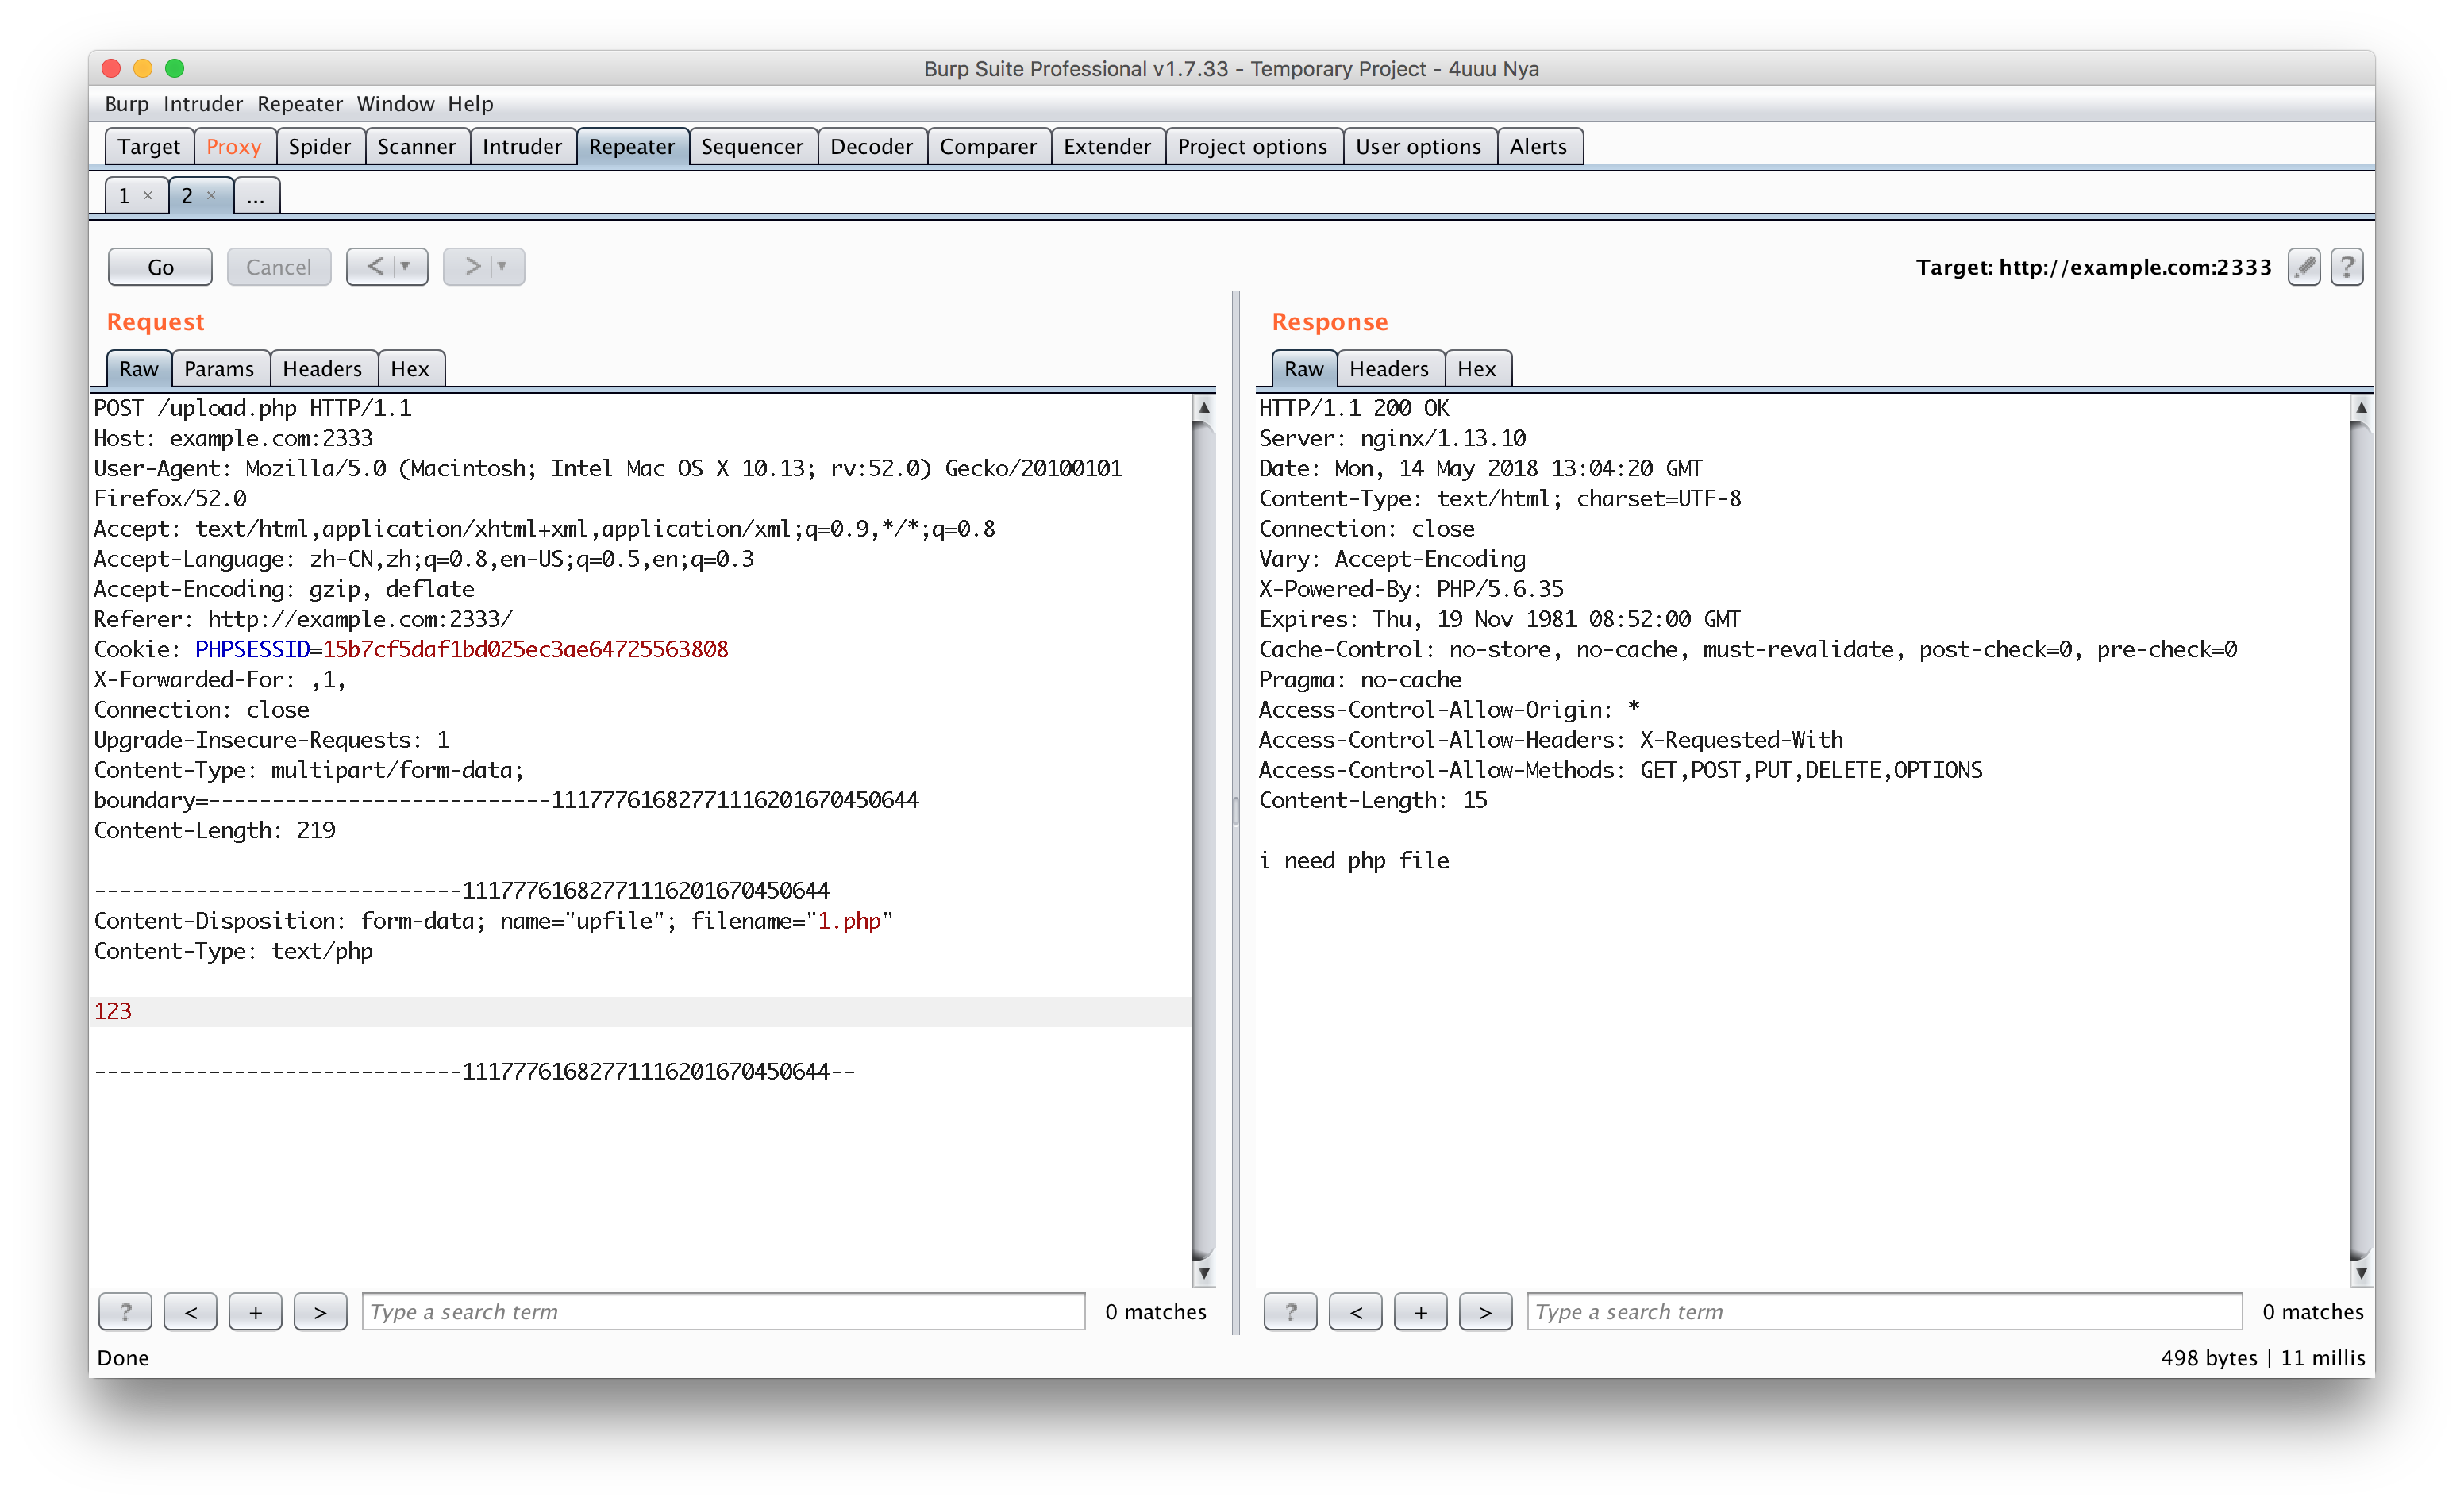 Burp Suite Professional v1.7.33 - Temporary Project - 4uuu Nya
Burp Intruder Repeater Window Help
Target Proxy Spider Scanner Intruder Repeater Sequencer Decoder Comparer Extender Project options User options Alerts
1 × 2 × ...
Go Cancel < > Target: http://example.com:2333 ?
Request
Raw Params Headers Hex
POST /upload.php HTTP/1.1
Host: example.com:2333
User-Agent: Mozilla/5.0 (Macintosh; Intel Mac OS X 10.13; rv:52.0) Gecko/20100101
Firefox/52.0
Accept: text/html,application/xhtml+xml,application/xml;q=0.9,*/*;q=0.8
Accept-Language: zh-CN,zh;q=0.8,en-US;q=0.5,en;q=0.3
Accept-Encoding: gzip, deflate
Referer: http://example.com:2333/
Cookie: PHPSESSID=15b7cf5daf1bd025ec3ae64725563808
X-Forwarded-For: ,1,
Connection: close
Upgrade-Insecure-Requests: 1
Content-Type: multipart/form-data;
boundary=---------------------------11177761682771116201670450644
Content-Length: 219
-----------------------------11177761682771116201670450644
Content-Disposition: form-data; name="upfile"; filename="1.php"
Content-Type: text/php
123
-----------------------------11177761682771116201670450644--
? < + > Type a search term 0 matches
Response
Raw Headers Hex
HTTP/1.1 200 OK
Server: nginx/1.13.10
Date: Mon, 14 May 2018 13:04:20 GMT
Content-Type: text/html; charset=UTF-8
Connection: close
Vary: Accept-Encoding
X-Powered-By: PHP/5.6.35
Expires: Thu, 19 Nov 1981 08:52:00 GMT
Cache-Control: no-store, no-cache, must-revalidate, post-check=0, pre-check=0
Pragma: no-cache
Access-Control-Allow-Origin: *
Access-Control-Allow-Headers: X-Requested-With
Access-Control-Allow-Methods: GET,POST,PUT,DELETE,OPTIONS
Content-Length: 15
i need php file
? < + > Type a search term 0 matches
Done 498 bytes | 11 millis